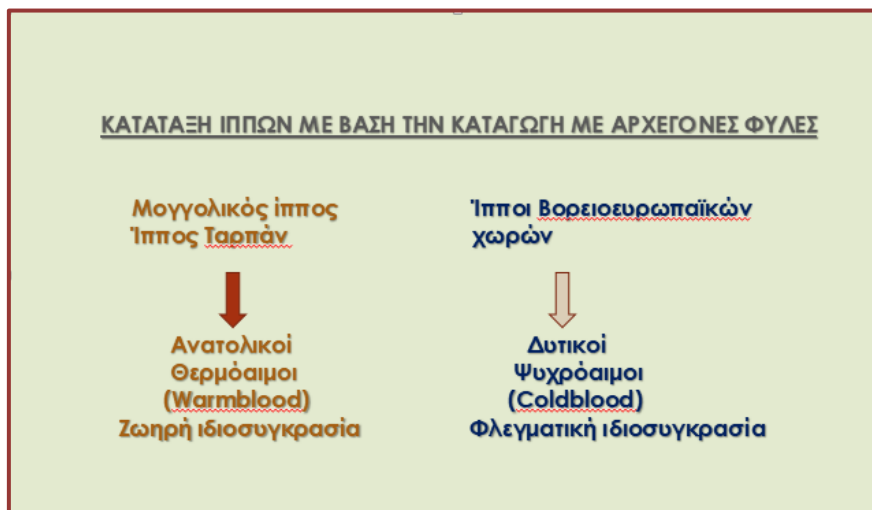 ΚΑΤΑΤΑΞΗ ΙΠΠΩΝ ΜΕ ΒΑΣΗ ΤΗΝ ΚΑΤΑΓΩΓΗ ΜΕ ΑΡΧΕΓΟΝΕΣ ΦΥΛΕΣ
Μογγολικός ίππος
Ίππος Ταρπάν
Ανατολικοί
Θερμόαιμοι
(Warmblood)
Ζωηρή ιδιοσυγκρασία
Ίπποι Βορειοευρωπαϊκών
χωρών
Δυτικοί
Ψυχρόαιμοι
(Coldblood)
Φλεγματική ιδιοσυγκρασία